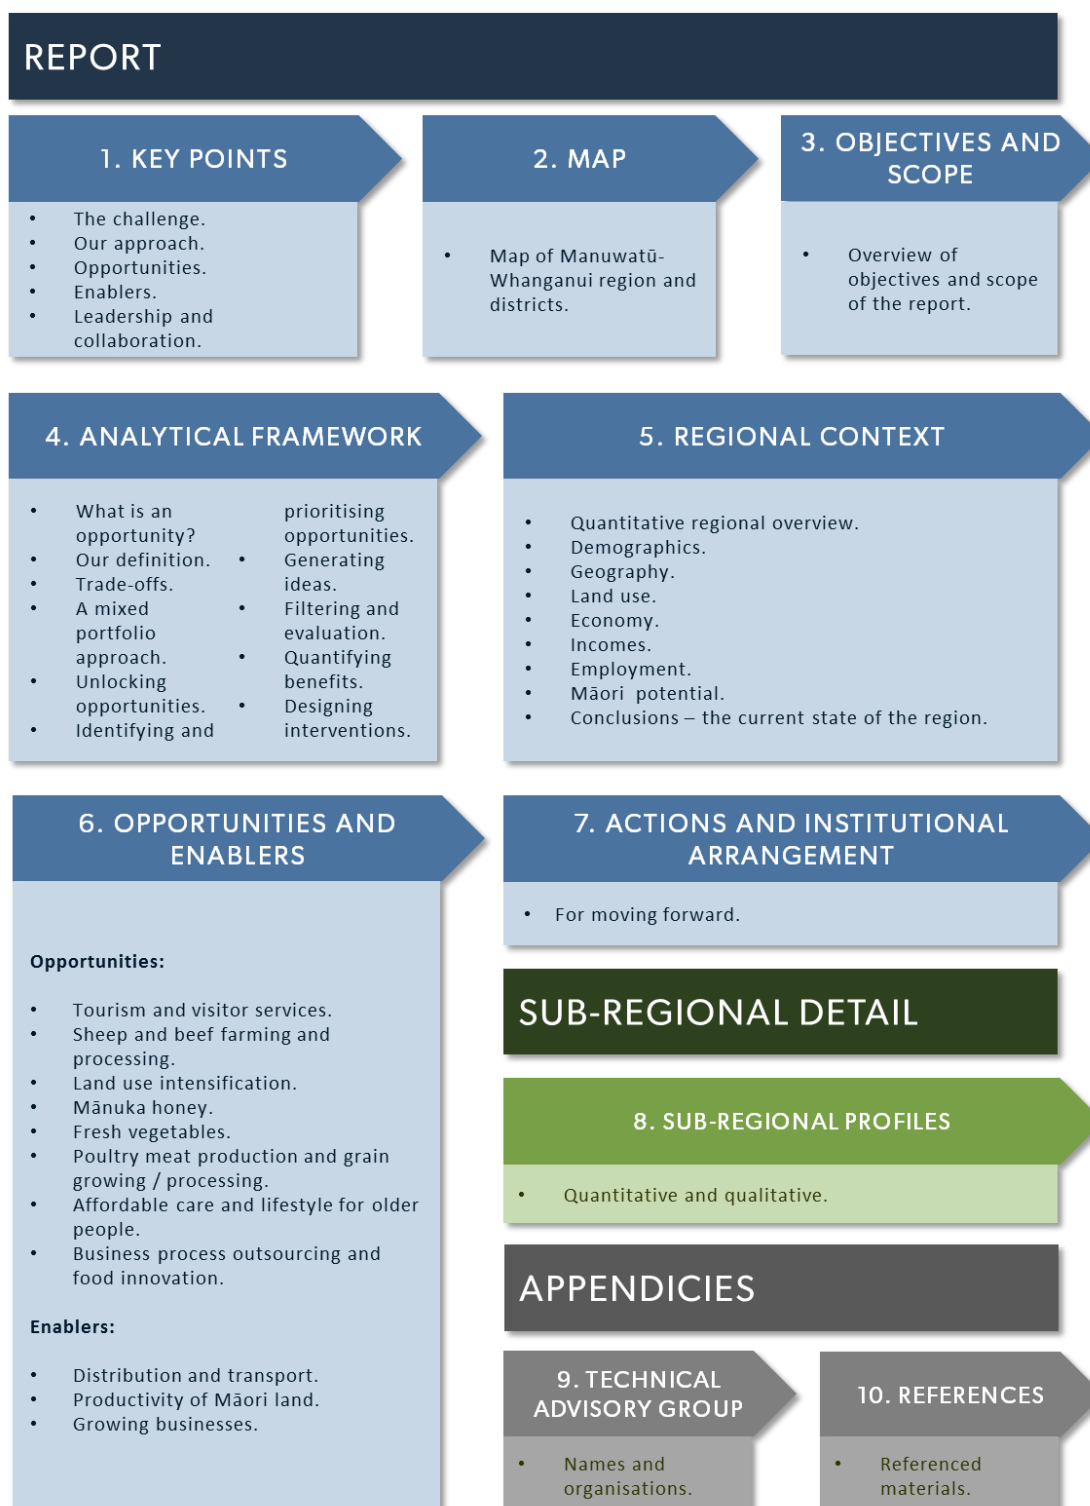 REPORT
1. KEY POINTS
• The challenge.
• Our approach.
• Opportunities.
• Enablers.
• Leadership and
collaboration.
2. MAP
• Map of Manuwatū-
Whanganui region and
districts.
3. OBJECTIVES AND
SCOPE
• Overview of
objectives and scope
of the report.
4. ANALYTICAL FRAMEWORK
• What is an
opportunity?
• Our definition.
• Trade-offs.
• A mixed
portfolio
approach.
• Unlocking
opportunities.
• Identifying and
prioritising
opportunities.
• Generating
ideas.
• Filtering and
evaluation.
• Quantifying
benefits.
• Designing
interventions.
5. REGIONAL CONTEXT
• Quantitative regional overview.
• Demographics.
• Geography.
• Land use.
• Economy.
• Incomes.
• Employment.
• Māori potential.
• Conclusions – the current state of the region.
6. OPPORTUNITIES AND
ENABLERS
Opportunities:
• Tourism and visitor services.
• Sheep and beef farming and
processing.
• Land use intensification.
• Mānuka honey.
• Fresh vegetables.
• Poultry meat production and grain
growing / processing.
• Affordable care and lifestyle for older
people.
• Business process outsourcing and
food innovation.
Enablers:
• Distribution and transport.
• Productivity of Māori land.
• Growing businesses.
7. ACTIONS AND INSTITUTIONAL
ARRANGEMENT
• For moving forward.
SUB-REGIONAL DETAIL
8. SUB-REGIONAL PROFILES
• Quantitative and qualitative.
APPENDICIES
9. TECHNICAL
ADVISORY GROUP
• Names and
organisations.
10. REFERENCES
• Referenced
materials.